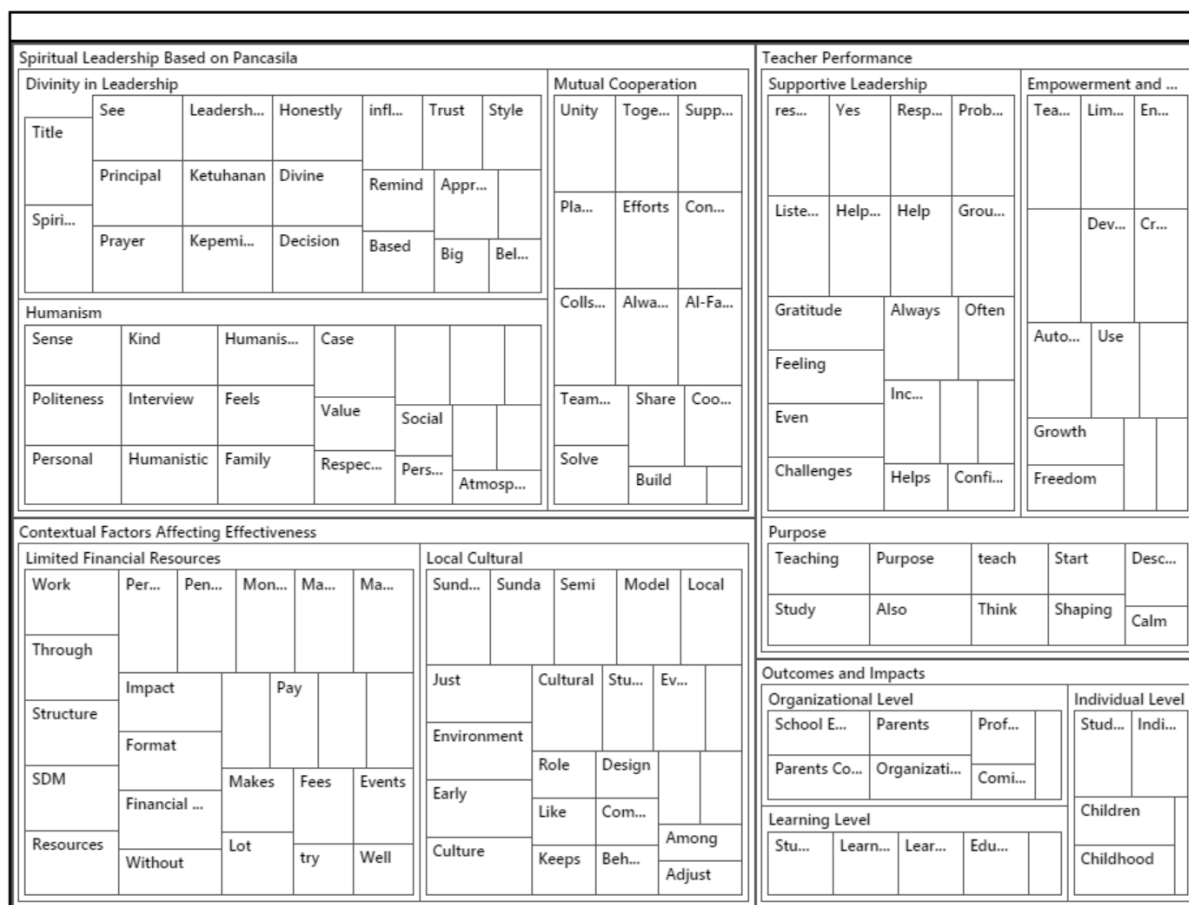 Spiritual Leadership Based on Pancasila
Divinity in Leadership
Title
See
Leadersh...
Honestly
infl...
Trust
Style
Principal
Ketuhanan
Divine
Remind
Appr...
Spiri...
Prayer
Kepemi...
Decision
Based
Big
Bel...
Humanism
Sense
Kind
Humanis...
Case
Politeness
Interview
Feels
Value
Social
Personal
Humanistic
Family
Respec...
Pers...
Atmosp...
Mutual Cooperation
Unity
Toge...
Supp...
Pla...
Efforts
Con...
Colls...
Alwa...
Al-Fa...
Team...
Share
Coo...
Solve
Build
Teacher Performance
Supportive Leadership
res...
Yes
Resp...
Prob...
Liste...
Help...
Help
Grou...
Gratitude
Always
Often
Feeling
Even
Inc...
Challenges
Helps
Confi...
Empowerment and ...
Tea...
Lim...
En...
Dev...
Cr...
Auto...
Use
Growth
Freedom
Purpose
Teaching
Purpose
teach
Start
Desc...
Study
Also
Think
Shaping
Calm
Contextual Factors Affecting Effectiveness
Limited Financial Resources
Work
Per...
Pen...
Mon...
Ma...
Ma...
Through
Impact
Pay
Structure
Format
SDM
Financial ...
Makes
Fees
Events
Resources
Without
Lot
try
Well
Local Cultural
Sund...
Sunda
Semi
Model
Local
Just
Cultural
Stu...
Ev...
Environment
Role
Design
Early
Like
Com...
Among
Culture
Keeps
Beh...
Adjust
Outcomes and Impacts
Organizational Level
School E...
Parents
Prof...
Parents Co...
Organizati...
Comi...
Learning Level
Stu...
Learn...
Lear...
Edu...
Individual Level
Stud...
Indi...
Children
Childhood